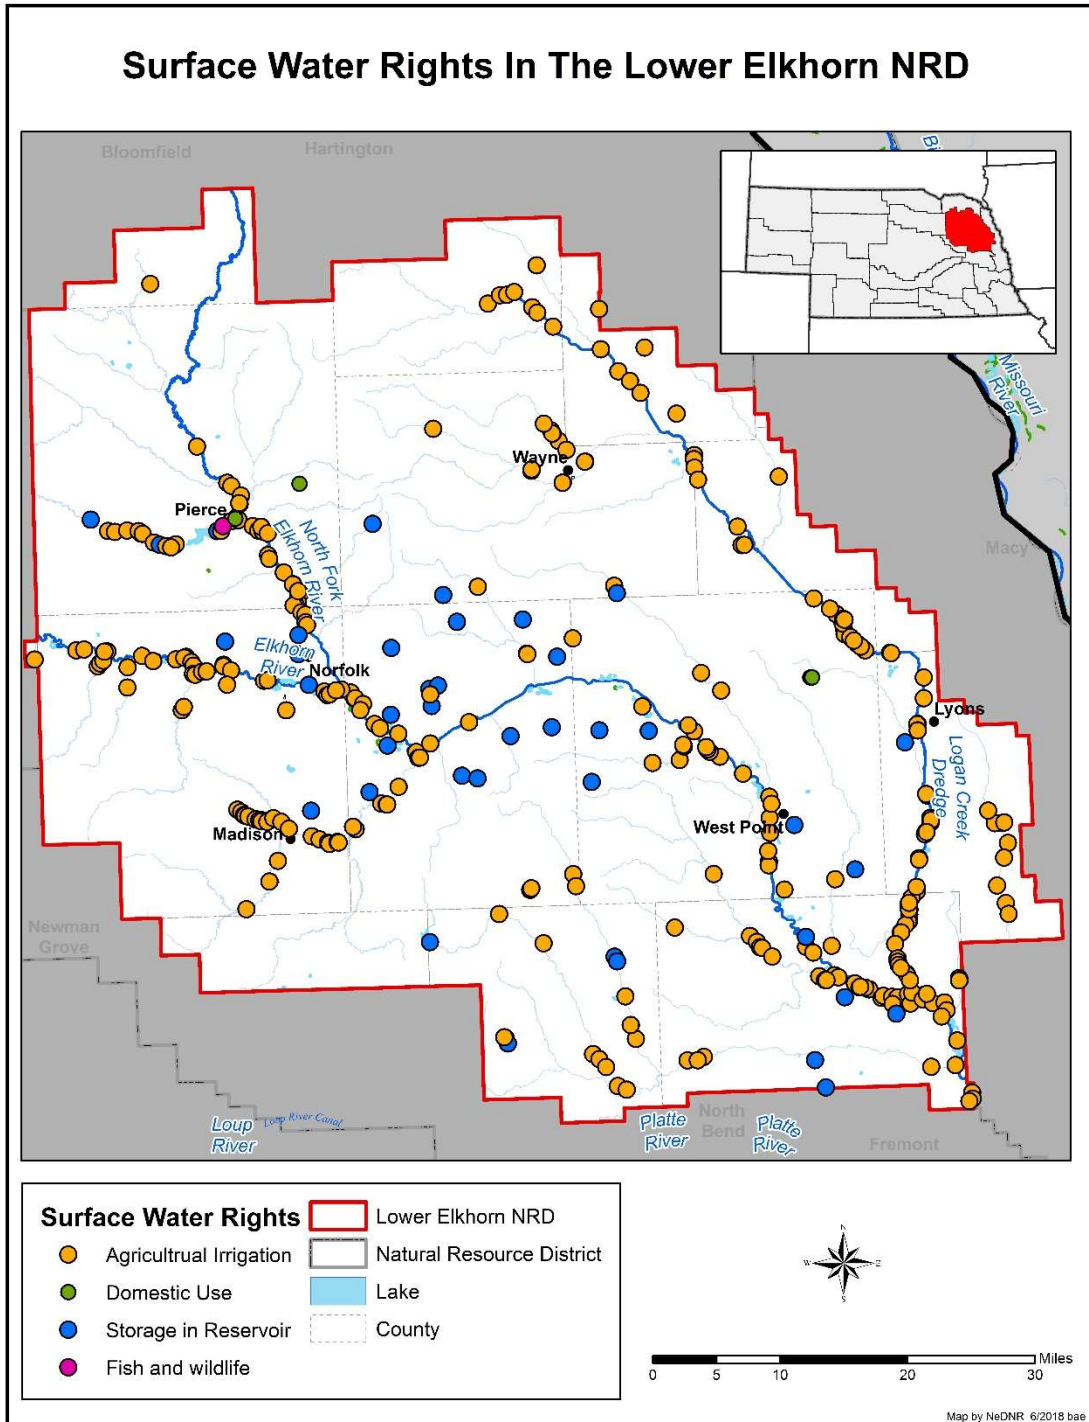 Surface Water Rights In The Lower Elkhorn NRD
Bloomfield
Hartington
Bi
Missouri
River
Macy
Wayne
Pierce
North Fork
Elkhorn River
Elkhorn
River
Norfolk
Lyons
Logan Creek
Dredge
West Point
Madison
Newman
Grove
Loup
River
Loup River Canal
Platte
River
North
Bend
Platte
River
Fremont
Surface Water Rights
Agricultrual Irrigation
Domestic Use
Storage in Reservoir
Fish and wildlife
Lower Elkhorn NRD
Natural Resource District
Lake
County
N
W
E
S
Miles
0 5 10 20 30
Map by NeDNR 6/2018 bae